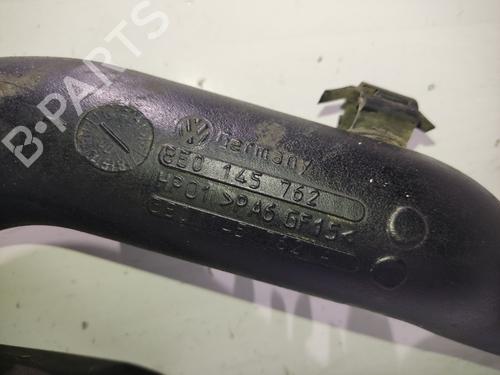 B-PARTS
Germany
8E0 145 762
HP01 >PA6 GF15<